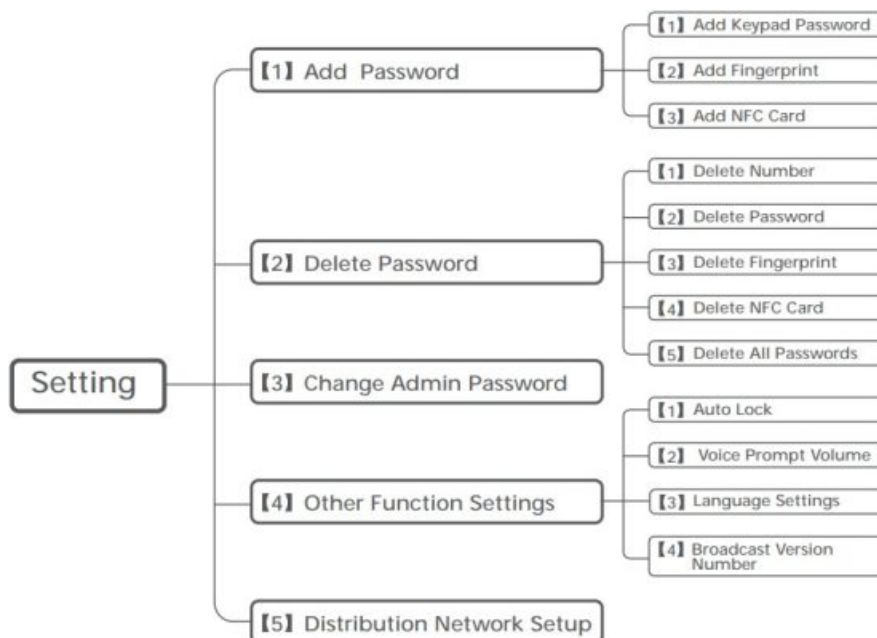 Setting
【1】Add Password
【1】Add Keypad Password
【2】Add Fingerprint
【3】Add NFC Card
【2】Delete Password
【1】Delete Number
【2】Delete Password
【3】Delete Fingerprint
【4】Delete NFC Card
【5】Delete All Passwords
【3】Change Admin Password
【4】Other Function Settings
【1】Auto Lock
【2】Voice Prompt Volume
【3】Language Settings
【4】Broadcast Version
Number
【5】Distribution Network Setup